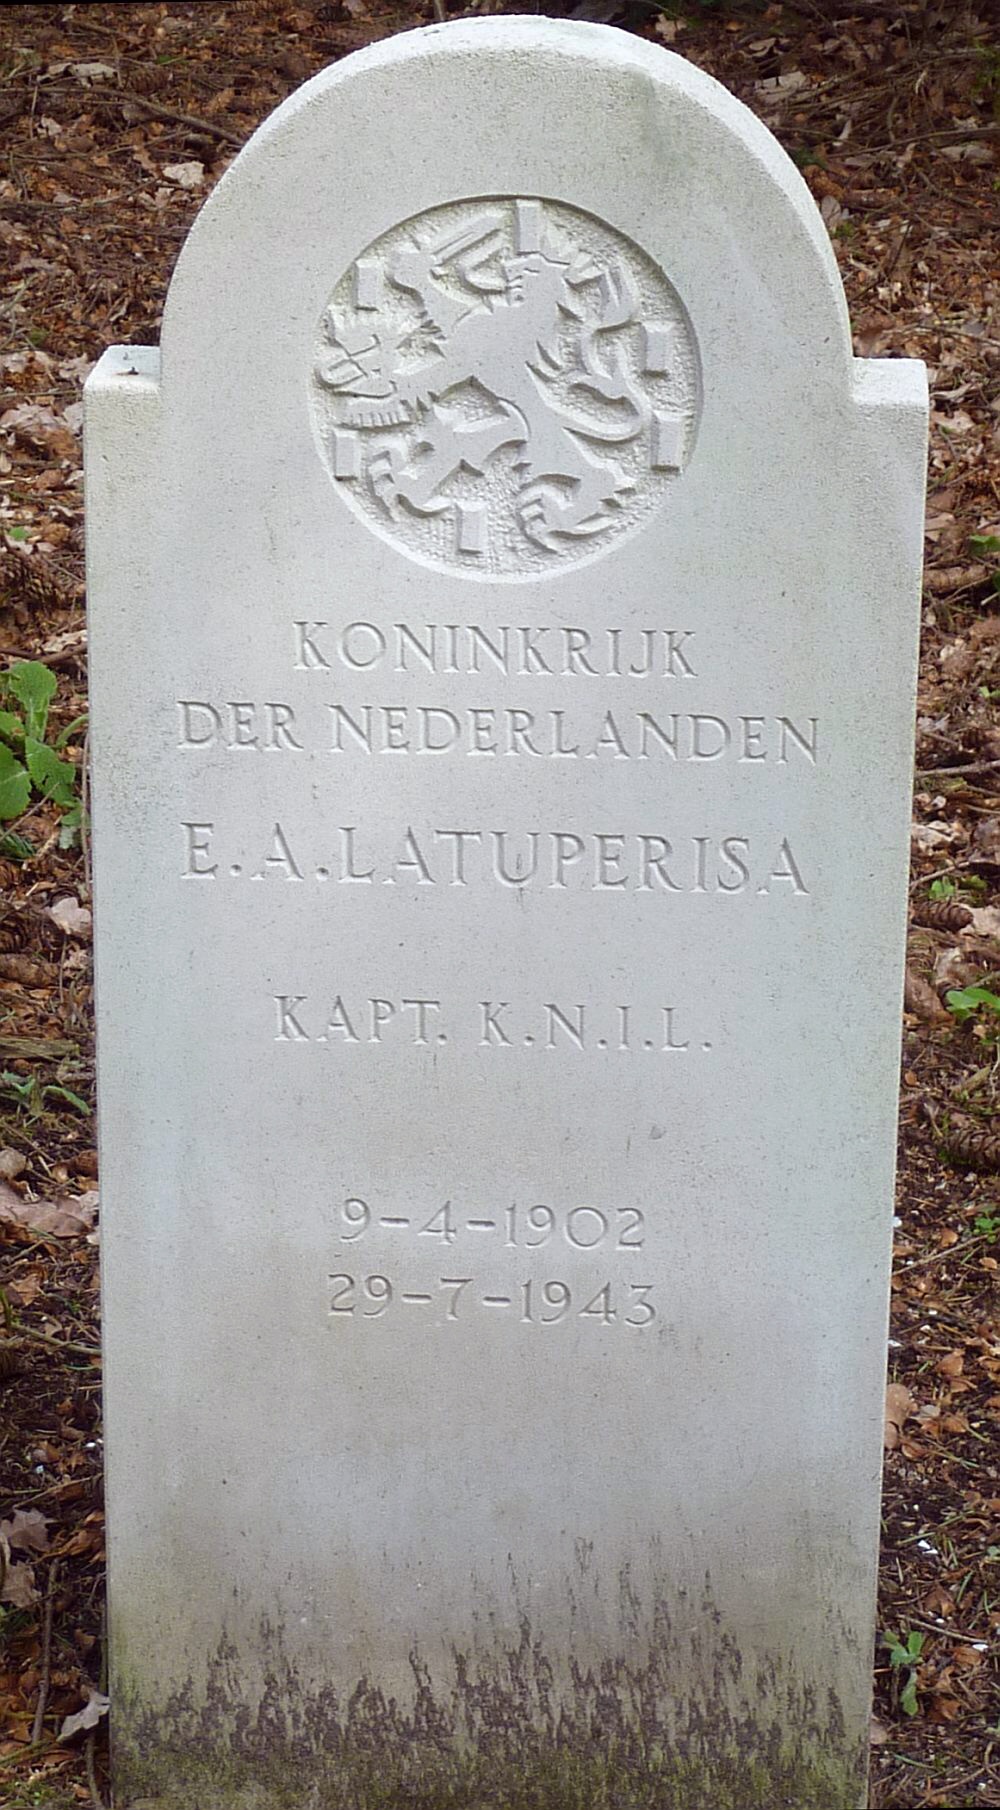 KONINKRIJK
DER NEDERLANDEN
E.A.LATUPERISA
KAPT. K.N.I.L.
9-4-1902
29-7-1943